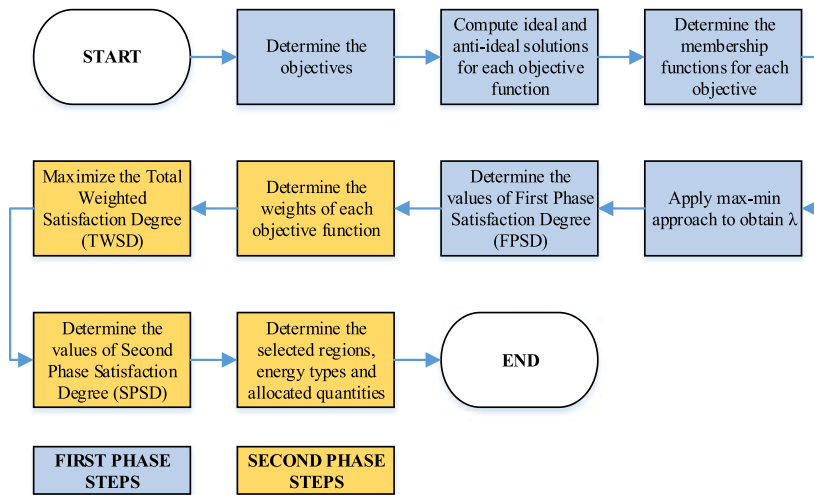 START
Determine the
objectives
Compute ideal and
anti-ideal solutions
for each objective
function
Determine the
membership
functions for each
objective
Maximize the Total
Weighted
Satisfaction Degree
(TWSD)
Determine the
weights of each
objective function
Determine the
values of First Phase
Satisfaction Degree
(FPSD)
Apply max-min
approach to obtain λ
Determine the
values of Second
Phase Satisfaction
Degree (SPSD)
Determine the
selected regions,
energy types and
allocated quantities
END
FIRST PHASE
STEPS
SECOND PHASE
STEPS